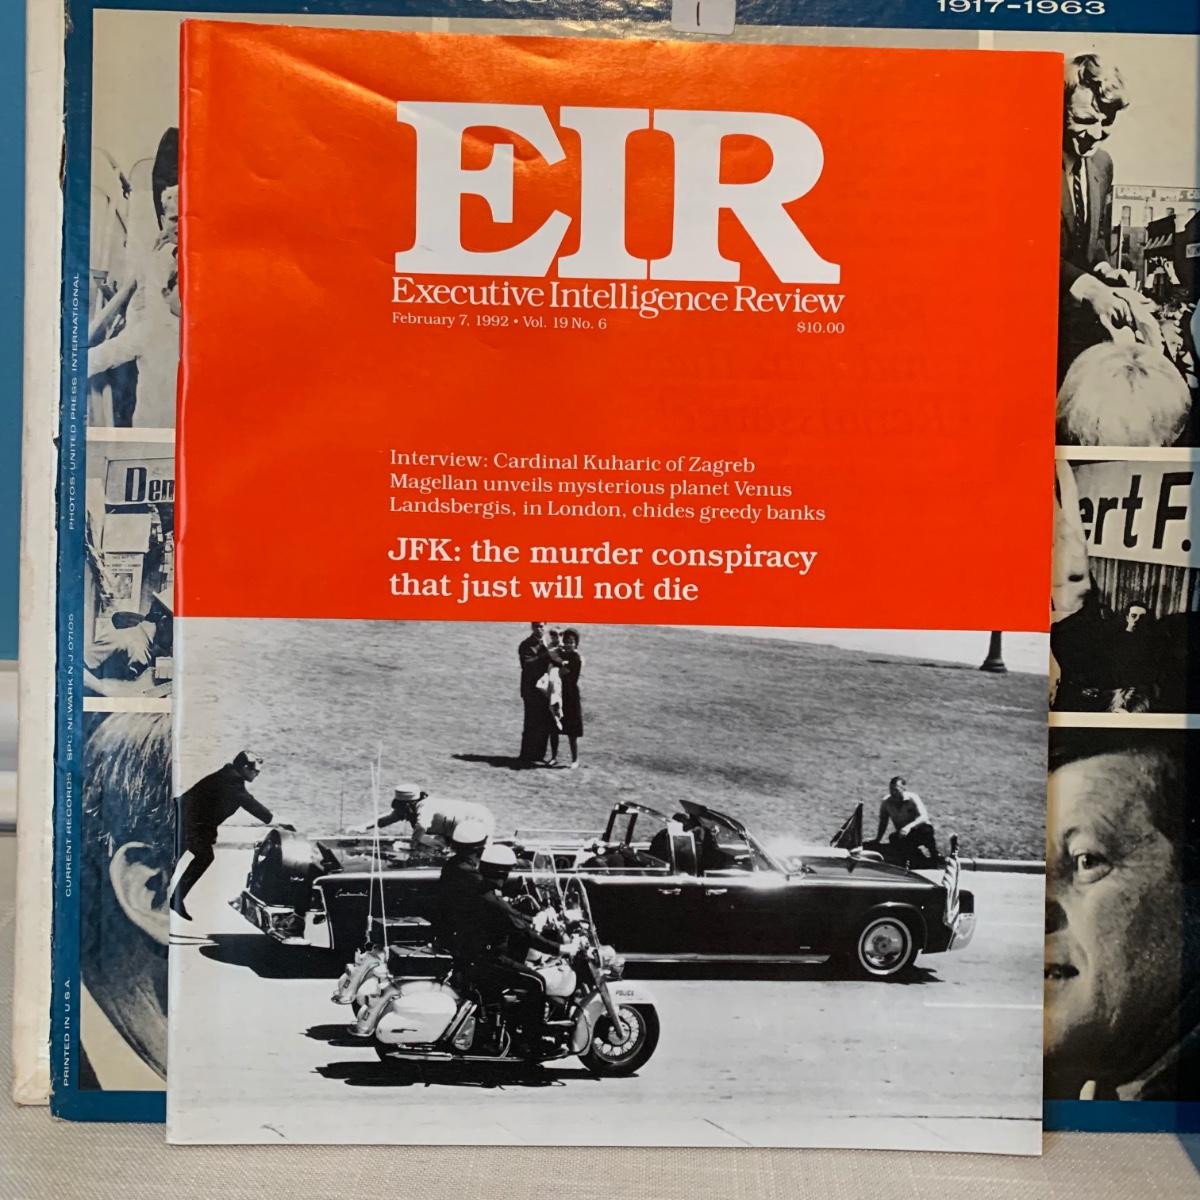 1917-1963
1
EIR
Executive Intelligence Review
February 7, 1992 • Vol. 19 No. 6
$10.00
Interview: Cardinal Kuharic of Zagreb
Magellan unveils mysterious planet Venus
Landsbergis, in London, chides greedy banks
JFK: the murder conspiracy
that just will not die
POLICE
Dem
ert F.
PHOTOS/UNITED PRESS INTERNATIONAL
CURRENT RECORDS SPC NEWARK N.J. 07105
PRINTED IN U.S.A.